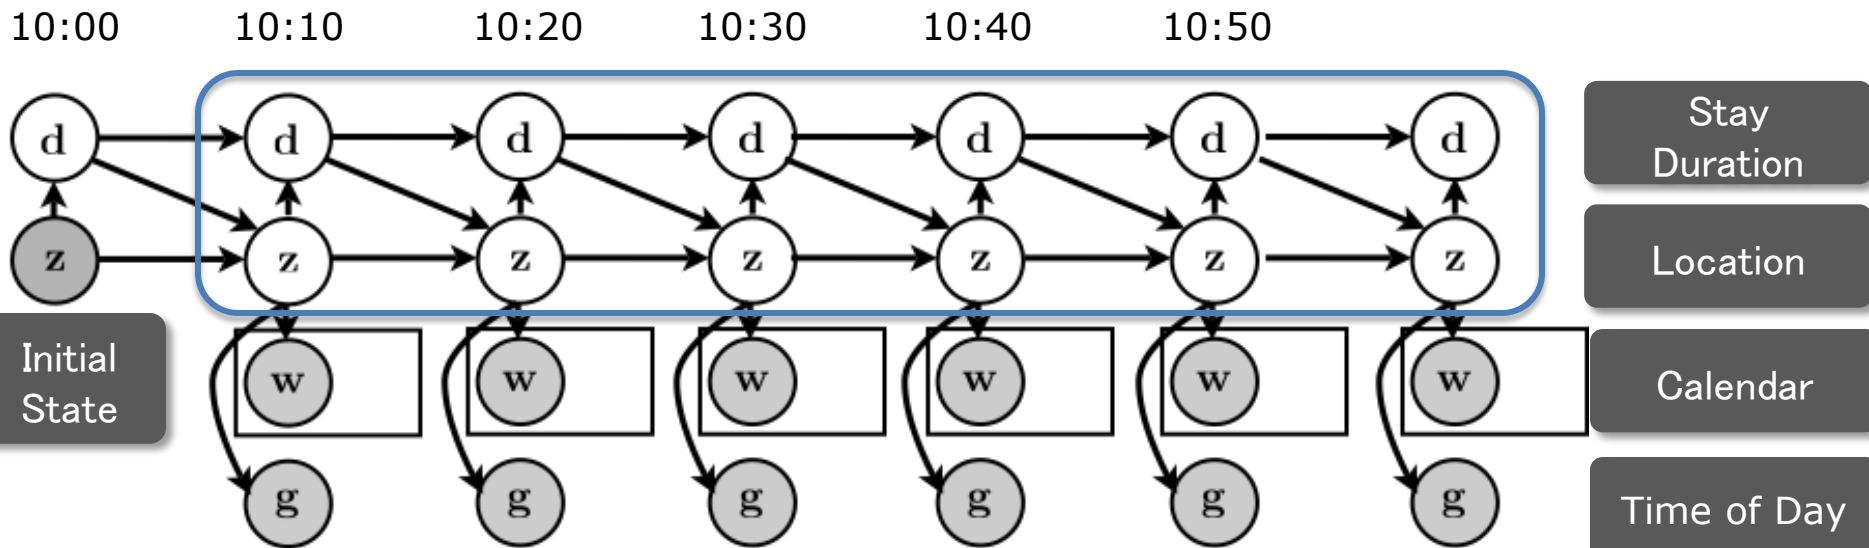 10:00 10:10 10:20 10:30 10:40 10:50
d d d d d d d
Stay
Duration
z z z z z z z
Location
Initial
State
w w w w w w
Calendar
g g g g g g
Time of Day